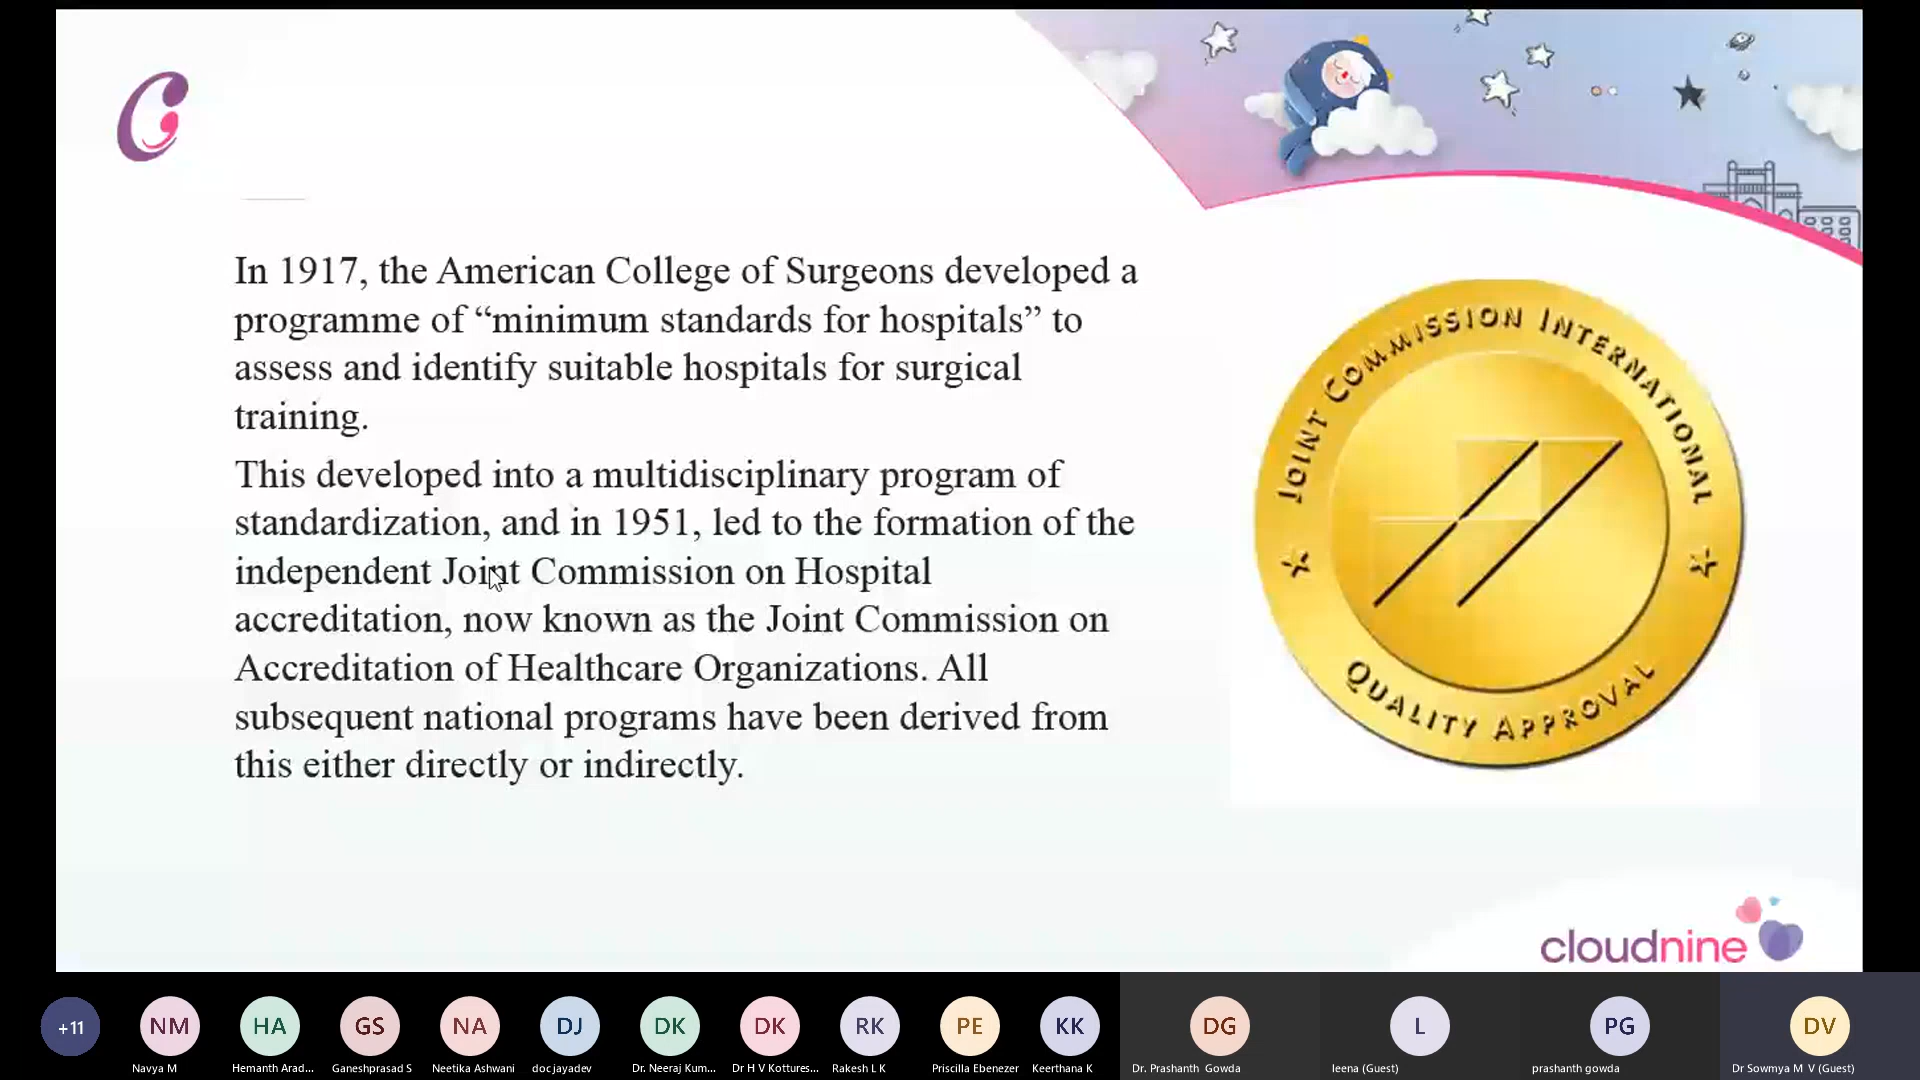 In 1917, the American College of Surgeons developed a
programme of “minimum standards for hospitals” to
assess and identify suitable hospitals for surgical
training.
This developed into a multidisciplinary program of
standardization, and in 1951, led to the formation of the
independent Joint Commission on Hospital
accreditation, now known as the Joint Commission on
Accreditation of Healthcare Organizations. All
subsequent national programs have been derived from
this either directly or indirectly.
JOINT COMMISSION INTERNATIONAL
QUALITY APPROVAL
cloudnine
+11
NM
HA
GS
NA
DJ
DK
DK
RK
PE
KK
DG
L
PG
DV
Navya M
Hemanth Arad...
Ganeshprasad S
Neetika Ashwani
docjayadev
Dr. Neeraj Kum...
Dr H V Kottures...
Rakesh L K
Priscilla Ebenezer
Keerthana K
Dr. Prashanth Gowda
leena (Guest)
prashanth gowda
Dr Sowmya M V (Guest)